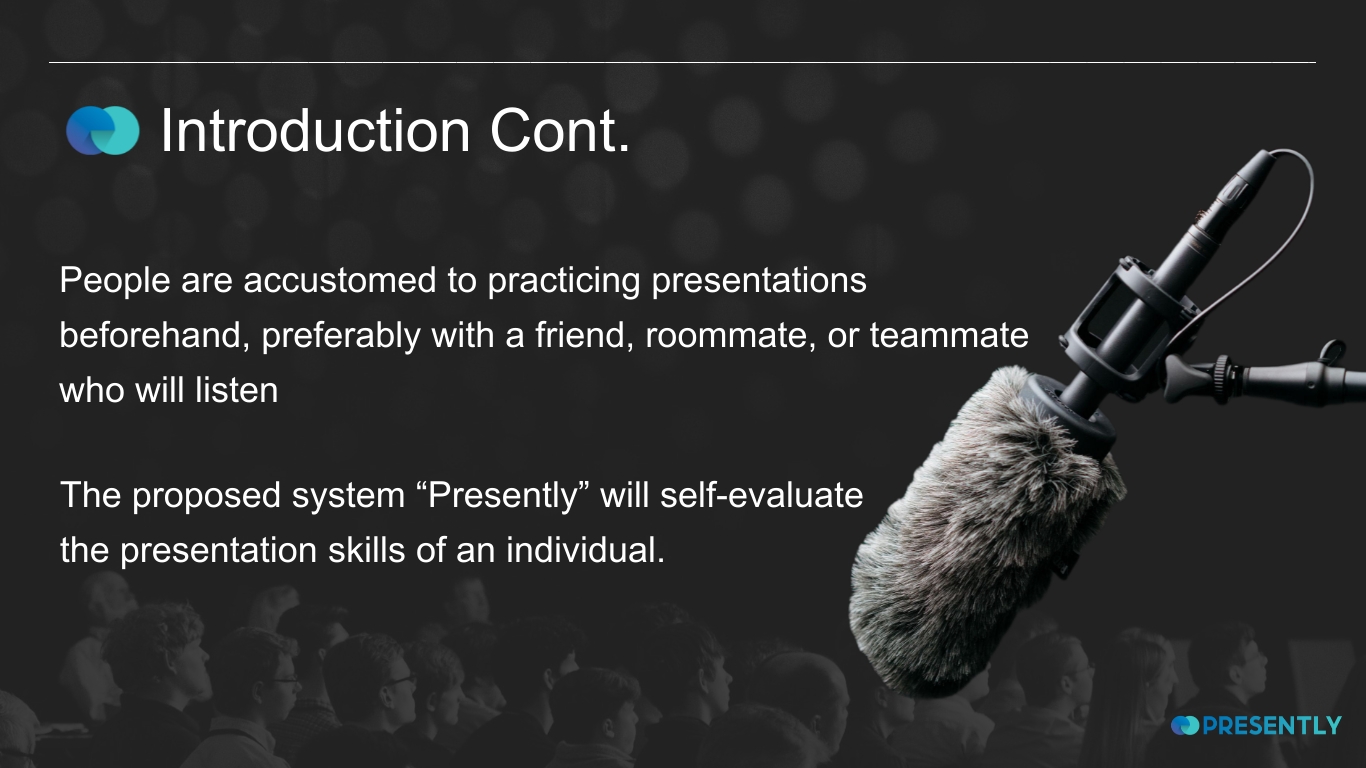 Introduction Cont.
People are accustomed to practicing presentations
beforehand, preferably with a friend, roommate, or teammate
who will listen
The proposed system “Presently” will self-evaluate
the presentation skills of an individual.
PRESENTLY